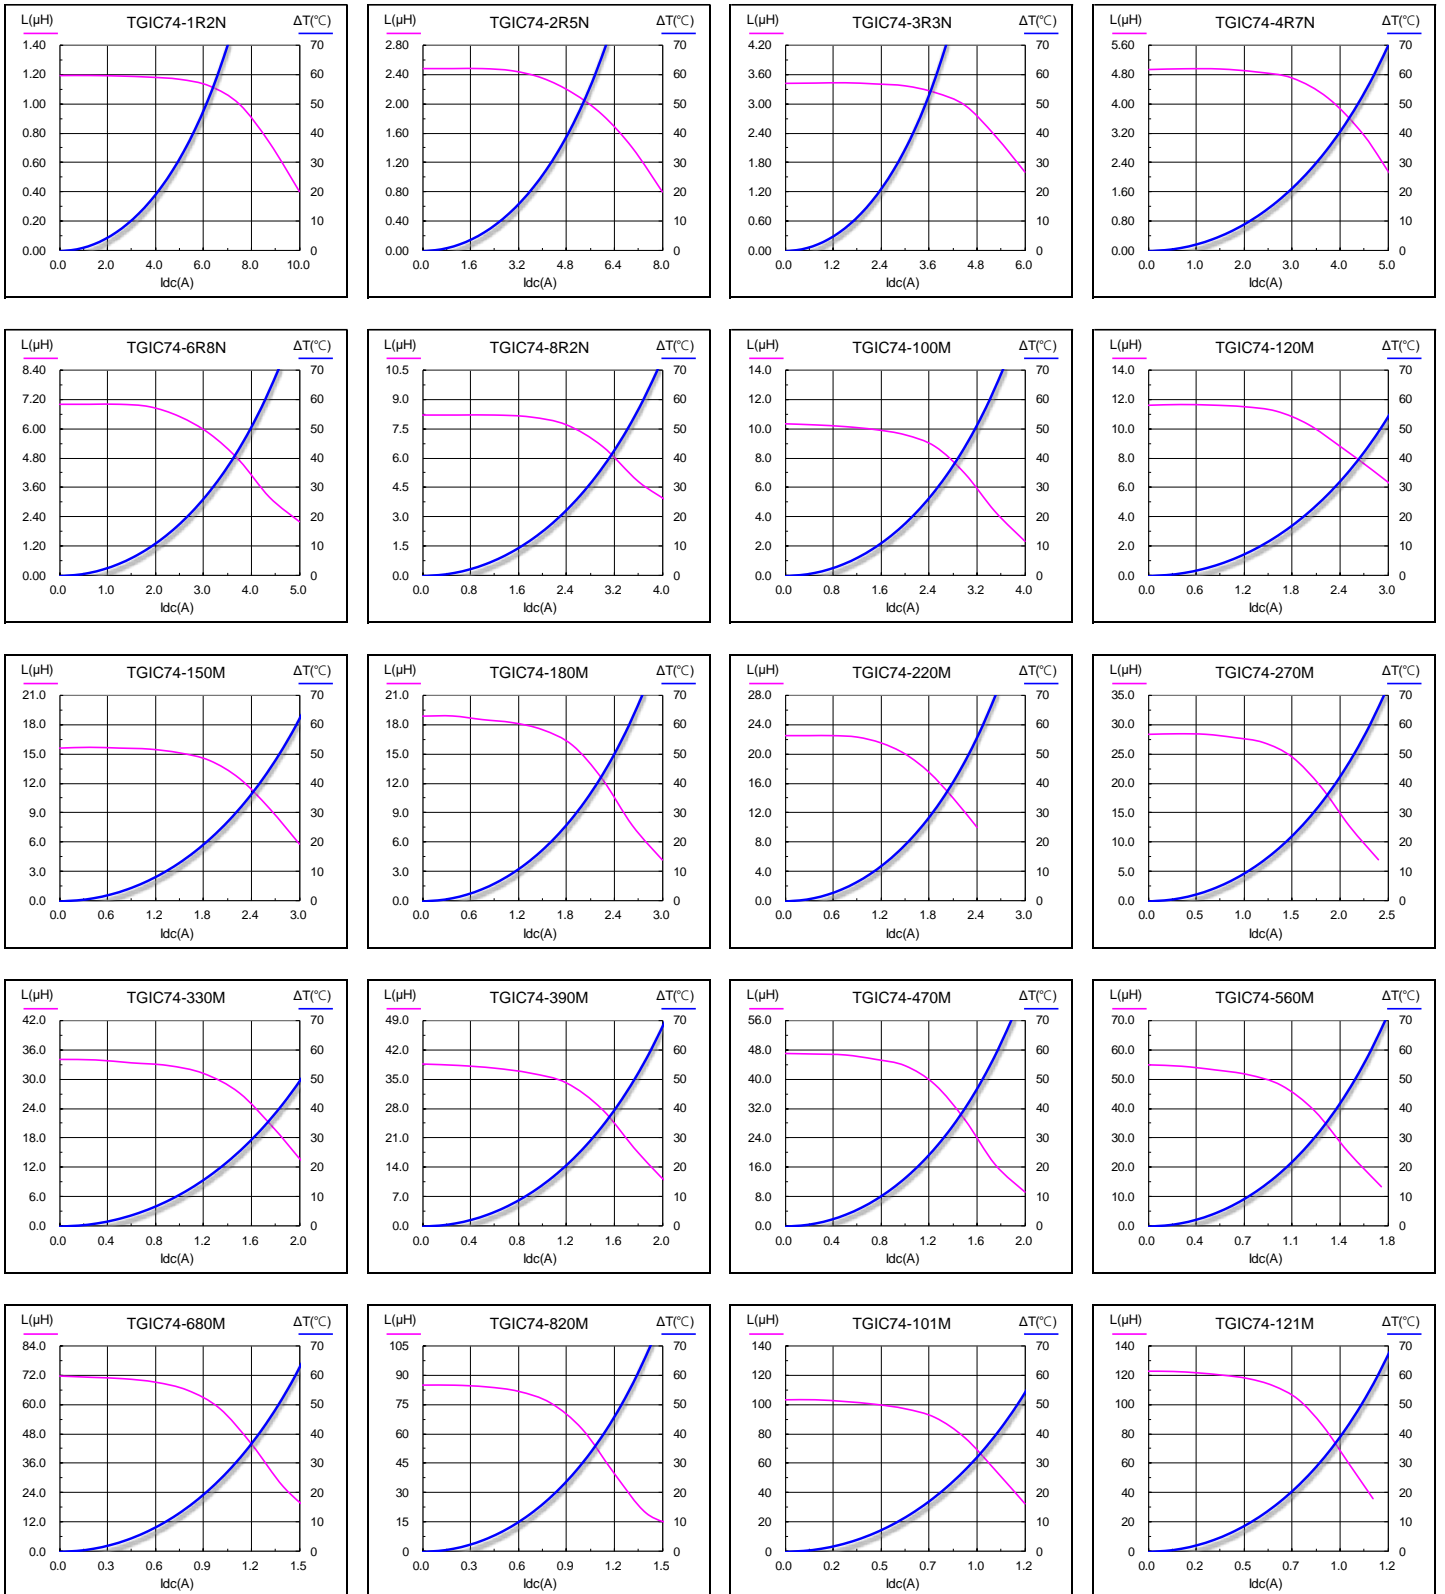 L(μH) TGIC74-1R2N ΔT(℃)
1.40 70
1.20 60
1.00 50
0.80 40
0.60 30
0.40 20
0.20 10
0.00 0
0.0 2.0 4.0 6.0 8.0 10.0
Idc(A)
L(μH) TGIC74-2R5N ΔT(℃)
2.80 70
2.40 60
2.00 50
1.60 40
1.20 30
0.80 20
0.40 10
0.00 0
0.0 1.6 3.2 4.8 6.4 8.0
Idc(A)
L(μH) TGIC74-3R3N ΔT(℃)
4.20 70
3.60 60
3.00 50
2.40 40
1.80 30
1.20 20
0.60 10
0.00 0
0.0 1.2 2.4 3.6 4.8 6.0
Idc(A)
L(μH) TGIC74-4R7N ΔT(℃)
5.60 70
4.80 60
4.00 50
3.20 40
2.40 30
1.60 20
0.80 10
0.00 0
0.0 1.0 2.0 3.0 4.0 5.0
Idc(A)
L(μH) TGIC74-6R8N ΔT(℃)
8.40 70
7.20 60
6.00 50
4.80 40
3.60 30
2.40 20
1.20 10
0.00 0
0.0 1.0 2.0 3.0 4.0 5.0
Idc(A)
L(μH) TGIC74-8R2N ΔT(℃)
10.5 70
9.0 60
7.5 50
6.0 40
4.5 30
3.0 20
1.5 10
0.0 0
0.0 0.8 1.6 2.4 3.2 4.0
Idc(A)
L(μH) TGIC74-100M ΔT(℃)
14.0 70
12.0 60
10.0 50
8.0 40
6.0 30
4.0 20
2.0 10
0.0 0
0.0 0.8 1.6 2.4 3.2 4.0
Idc(A)
L(μH) TGIC74-120M ΔT(℃)
14.0 70
12.0 60
10.0 50
8.0 40
6.0 30
4.0 20
2.0 10
0.0 0
0.0 0.6 1.2 1.8 2.4 3.0
Idc(A)
L(μH) TGIC74-150M ΔT(℃)
21.0 70
18.0 60
15.0 50
12.0 40
9.0 30
6.0 20
3.0 10
0.0 0
0.0 0.6 1.2 1.8 2.4 3.0
Idc(A)
L(μH) TGIC74-180M ΔT(℃)
21.0 70
18.0 60
15.0 50
12.0 40
9.0 30
6.0 20
3.0 10
0.0 0
0.0 0.6 1.2 1.8 2.4 3.0
Idc(A)
L(μH) TGIC74-220M ΔT(℃)
28.0 70
24.0 60
20.0 50
16.0 40
12.0 30
8.0 20
4.0 10
0.0 0
0.0 0.6 1.2 1.8 2.4 3.0
Idc(A)
L(μH) TGIC74-270M ΔT(℃)
35.0 70
30.0 60
25.0 50
20.0 40
15.0 30
10.0 20
5.0 10
0.0 0
0.0 0.5 1.0 1.5 2.0 2.5
Idc(A)
L(μH) TGIC74-330M ΔT(℃)
42.0 70
36.0 60
30.0 50
24.0 40
18.0 30
12.0 20
6.0 10
0.0 0
0.0 0.4 0.8 1.2 1.6 2.0
Idc(A)
L(μH) TGIC74-390M ΔT(℃)
49.0 70
42.0 60
35.0 50
28.0 40
21.0 30
14.0 20
7.0 10
0.0 0
0.0 0.4 0.8 1.2 1.6 2.0
Idc(A)
L(μH) TGIC74-470M ΔT(℃)
56.0 70
48.0 60
40.0 50
32.0 40
24.0 30
16.0 20
8.0 10
0.0 0
0.0 0.4 0.8 1.2 1.6 2.0
Idc(A)
L(μH) TGIC74-560M ΔT(℃)
70.0 70
60.0 60
50.0 50
40.0 40
30.0 30
20.0 20
10.0 10
0.0 0
0.0 0.4 0.7 1.1 1.4 1.8
Idc(A)
L(μH) TGIC74-680M ΔT(℃)
84.0 70
72.0 60
60.0 50
48.0 40
36.0 30
24.0 20
12.0 10
0.0 0
0.0 0.3 0.6 0.9 1.2 1.5
Idc(A)
L(μH) TGIC74-820M ΔT(℃)
105 70
90 60
75 50
60 40
45 30
30 20
15 10
0 0
0.0 0.3 0.6 0.9 1.2 1.5
Idc(A)
L(μH) TGIC74-101M ΔT(℃)
140 70
120 60
100 50
80 40
60 30
40 20
20 10
0 0
0.0 0.2 0.5 0.7 1.0 1.2
Idc(A)
L(μH) TGIC74-121M ΔT(℃)
140 70
120 60
100 50
80 40
60 30
40 20
20 10
0 0
0.0 0.2 0.5 0.7 1.0 1.2
Idc(A)